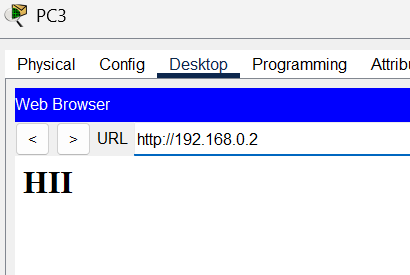 PC3
Physical Config Desktop Programming Attribu
Web Browser
< > URL http://192.168.0.2
HII